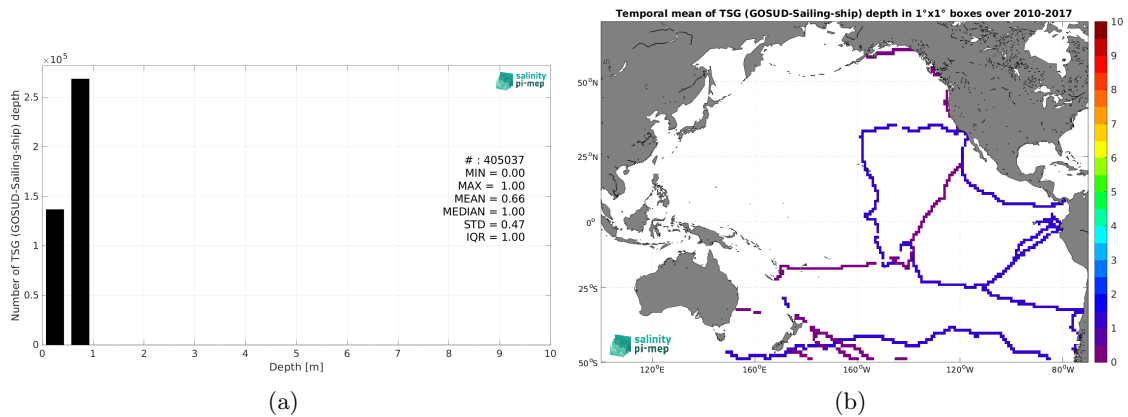 ×10⁵
2.5
2
1.5
1
0.5
0
0 1 2 3 4 5 6 7 8 9 10
Number of TSG (GOSUD-Sailing-ship) depth
Depth [m]
salinity
pi-mep
# : 405037
MIN = 0.00
MAX = 1.00
MEAN = 0.66
MEDIAN = 1.00
STD = 0.47
IQR = 1.00
(a)
Temporal mean of TSG (GOSUD-Sailing-ship) depth in 1°x1° boxes over 2010-2017
50°N
25°N
0°
25°S
50°S
120°E 160°E 160°W 120°W 80°W
salinity
pi-mep
10
9
8
7
6
5
4
3
2
1
0
(b)